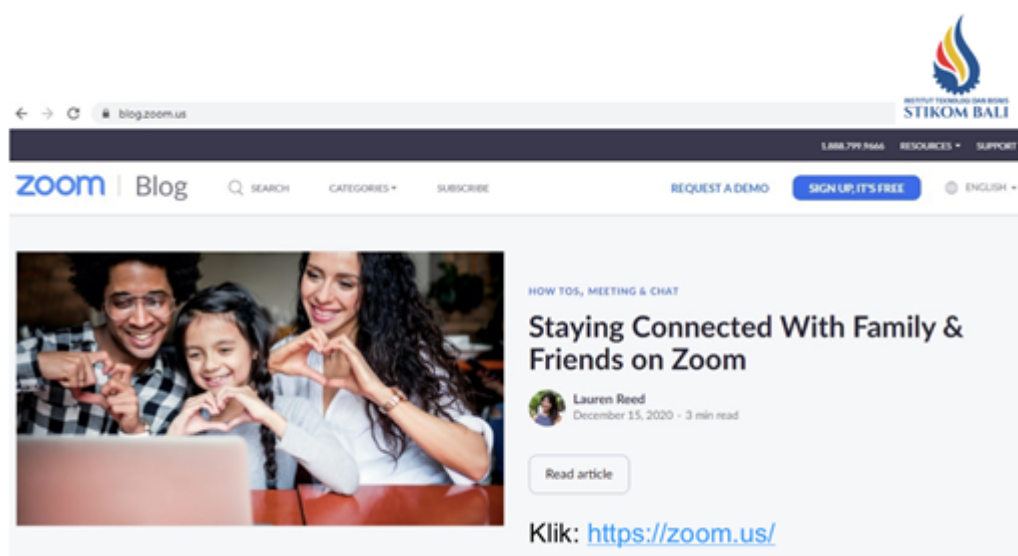 INSTITUT TEKNOLOGI DAN BISNIS
STIKOM BALI
blog.zoom.us
1.888.799.9666 RESOURCES SUPPORT
zoom | Blog SEARCH CATEGORIES SUBSCRIBE REQUEST A DEMO SIGN UP, IT'S FREE ENGLISH
HOW TOS, MEETING & CHAT
Staying Connected With Family &
Friends on Zoom
Lauren Reed
December 15, 2020 - 3 min read
Read article
Klik: https://zoom.us/